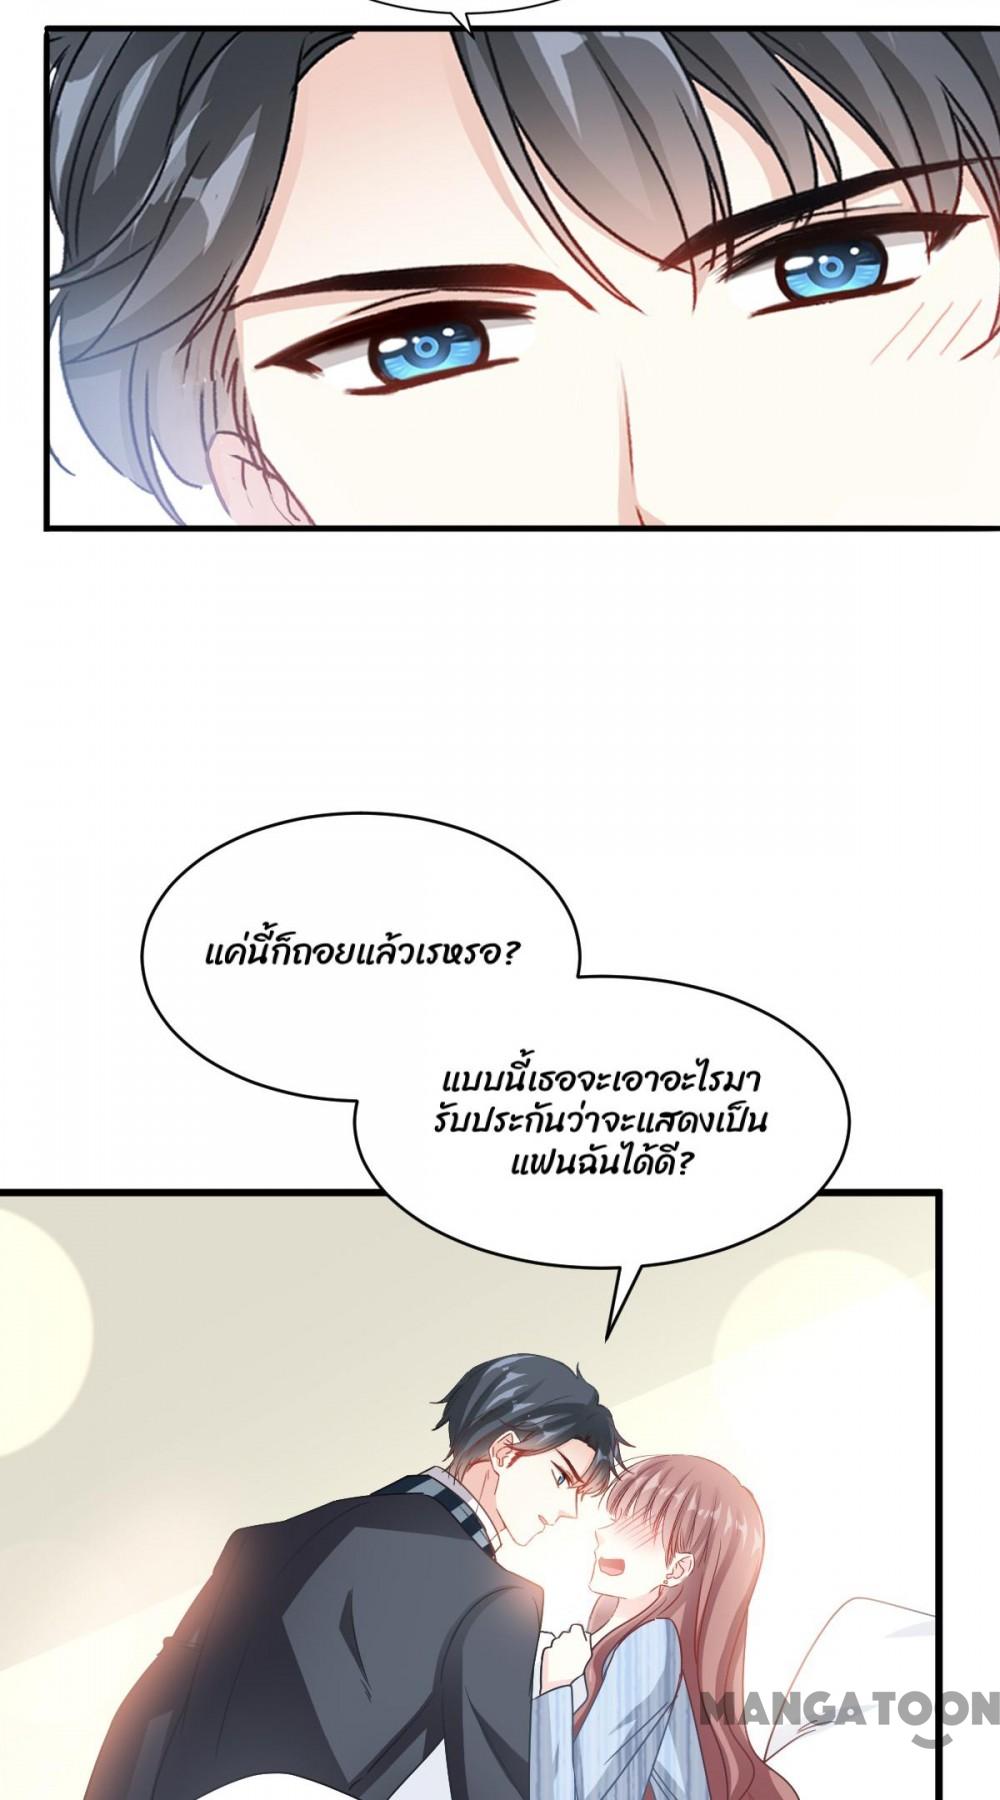 แค่นี้ก็ถอยแล้วเรหรอ?
แบบนี้เธอจะเอาอะไรมา
รับประกันว่าจะแสดงเป็น
แฟนฉันได้ดี?
MANGATOON